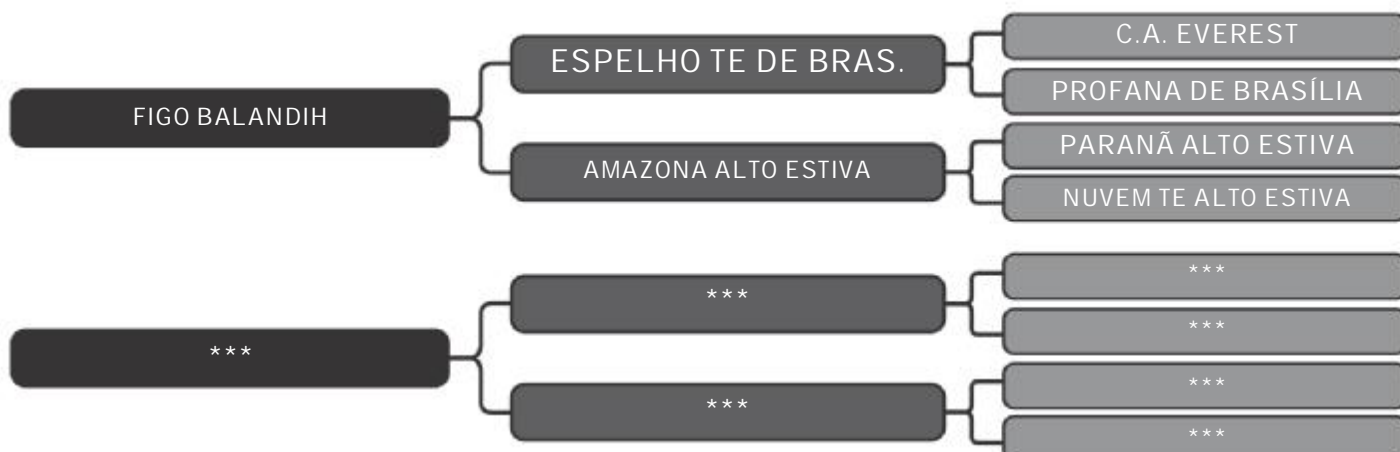 FIGO BALANDIH
ESPELHO TE DE BRAS.
C.A. EVEREST
PROFANA DE BRASÍLIA
AMAZONA ALTO ESTIVA
PARANÃ ALTO ESTIVA
NUVEM TE ALTO ESTIVA
***
***
***
***
***
***
***